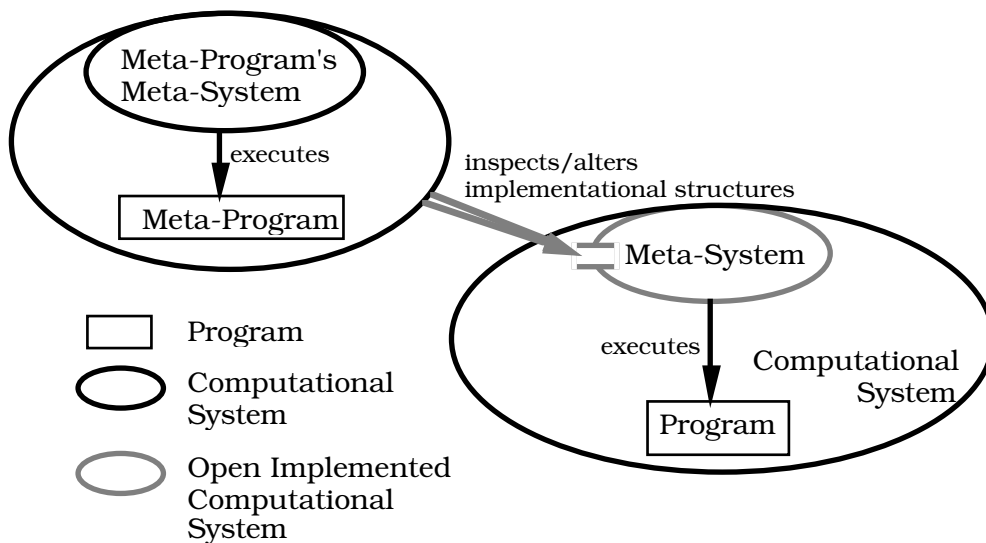 Meta-Program's
Meta-System
executes
Meta-Program
inspects/alters
implementational structures
Meta-System
executes
Computational
System
Program
Program
Computational
System
Open Implemented
Computational
System